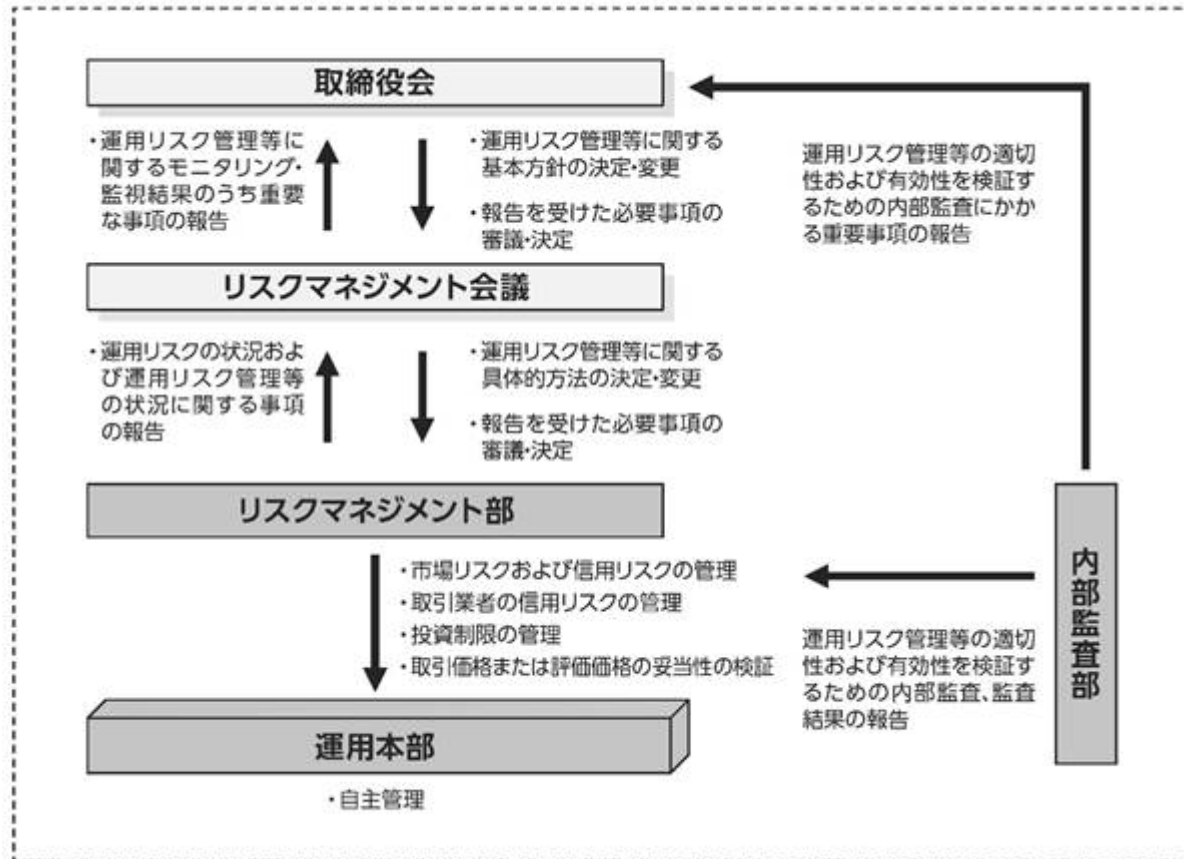 取締役会
・運用リスク管理等に
関するモニタリング・
監視結果のうち重要
な事項の報告
・運用リスク管理等に関する
基本方針の決定・変更
・報告を受けた必要事項の
審議・決定
運用リスク管理等の適切
性および有効性を検証す
るための内部監査にかか
る重要事項の報告
リスクマネジメント会議
・運用リスクの状況およ
び運用リスク管理等
の状況に関する事項
の報告
・運用リスク管理等に関する
具体的方法の決定・変更
・報告を受けた必要事項の
審議・決定
リスクマネジメント部
・市場リスクおよび信用リスクの管理
・取引業者の信用リスクの管理
・投資制限の管理
・取引価格または評価価格の妥当性の検証
運用リスク管理等の適切
性および有効性を検証す
るための内部監査、監査
結果の報告
内部監査部
運用本部
・自主管理